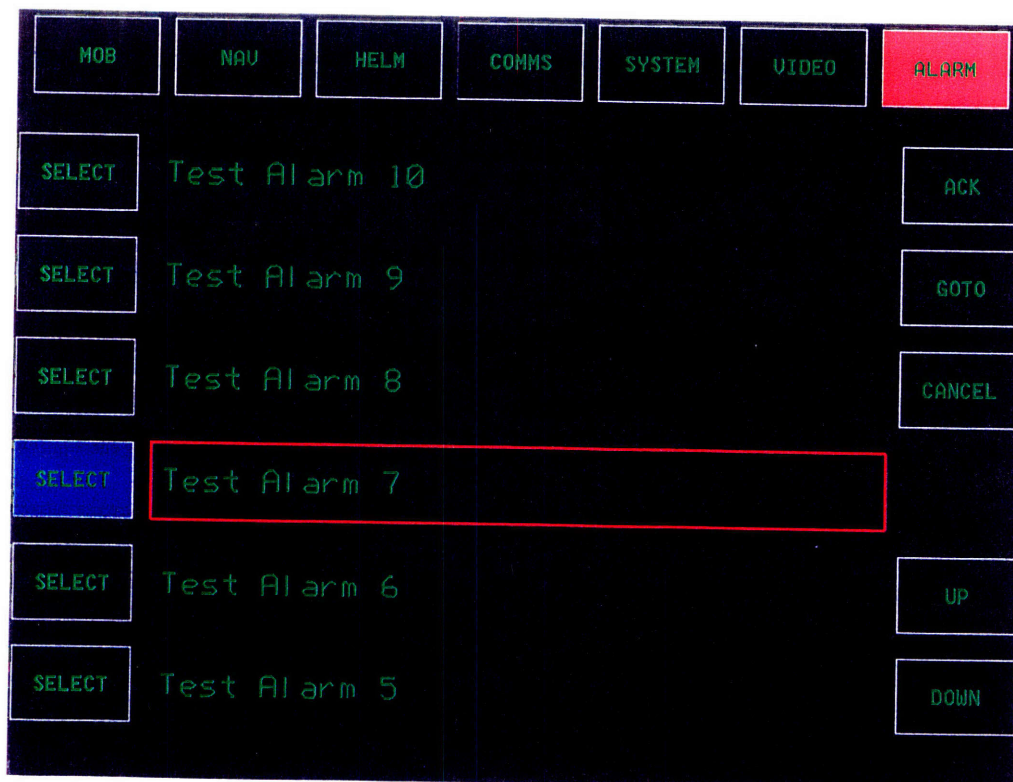 MOB NAV HELM COMMS SYSTEM VIDEO ALARM
SELECT Test Alarm 10 ACK
SELECT Test Alarm 9 GOTO
SELECT Test Alarm 8 CANCEL
SELECT Test Alarm 7
SELECT Test Alarm 6 UP
SELECT Test Alarm 5 DOWN